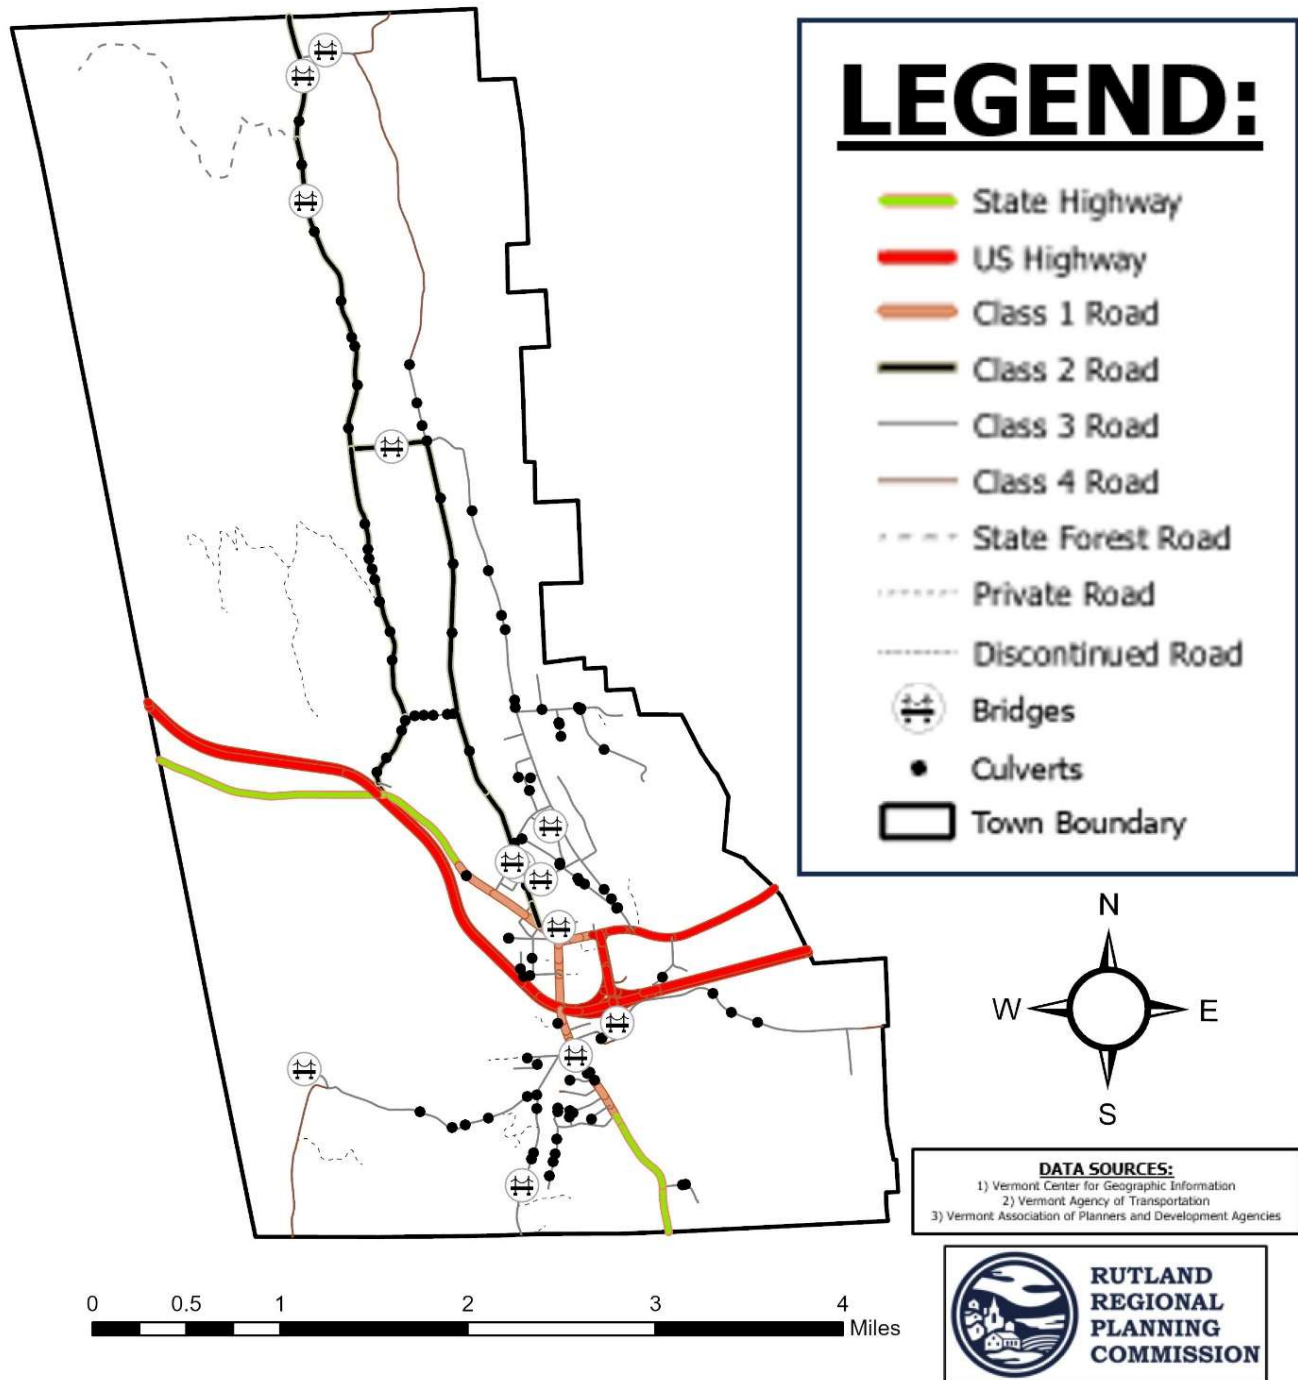 LEGEND:
State Highway
US Highway
Class 1 Road
Class 2 Road
Class 3 Road
Class 4 Road
State Forest Road
Private Road
Discontinued Road
Bridges
Culverts
Town Boundary
N
W E
S
DATA SOURCES:
1) Vermont Center for Geographic Information
2) Vermont Agency of Transportation
3) Vermont Association of Planners and Development Agencies
0 0.5 1 2 3 4
Miles
RUTLAND
REGIONAL
PLANNING
COMMISSION